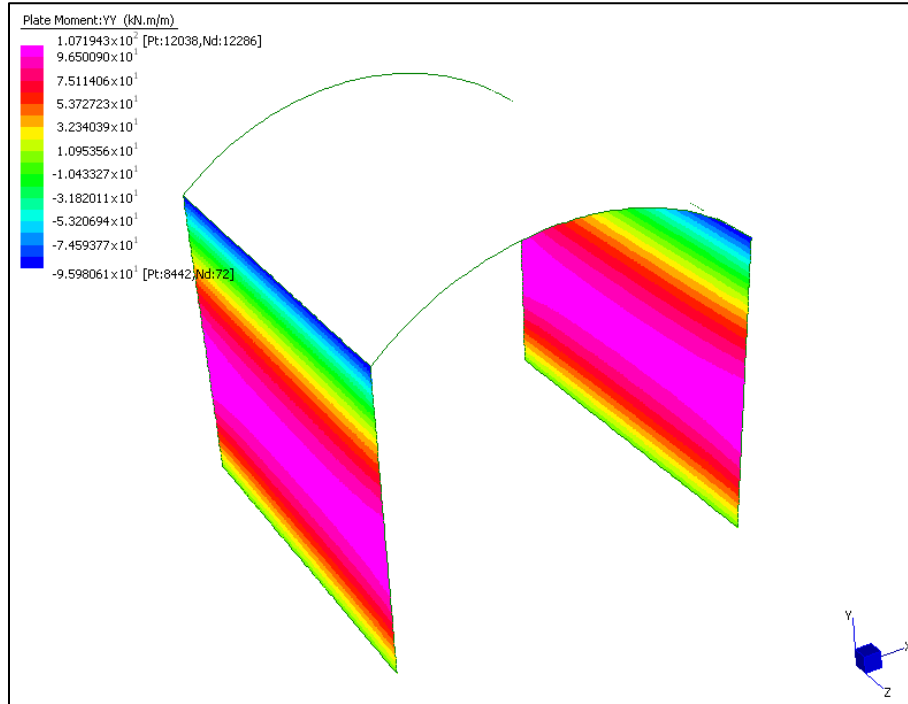 Plate Moment:YY (kN.m/m)
1.071943x10² [Pt:12038,Nd:12286]
9.650090x10¹
7.511406x10¹
5.372723x10¹
3.234039x10¹
1.095356x10¹
-1.043327x10¹
-3.182011x10¹
-5.320694x10¹
-7.459377x10¹
-9.598061x10¹ [Pt:8442,Nd:72]
Y
X
Z